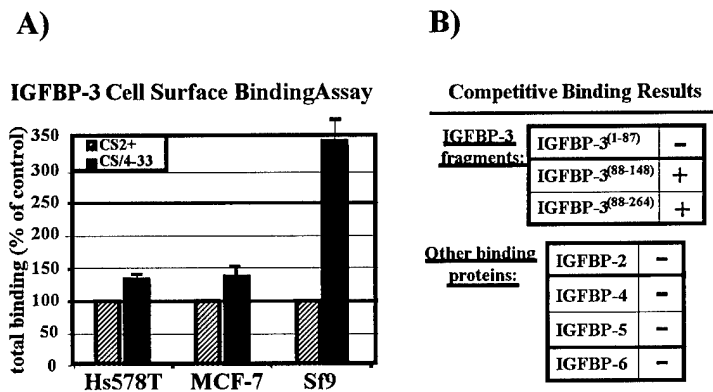 A)
IGFBP-3 Cell Surface BindingAssay
total binding (% of control)
350
300
250
200
150
100
50
0
CS2+
CS/4-33
Hs578T
MCF-7
Sf9
B)
Competitive Binding Results
IGFBP-3 fragments:
IGFBP-3(1-87) -
IGFBP-3(88-148) +
IGFBP-3(88-264) +
Other binding proteins:
IGFBP-2 -
IGFBP-4 -
IGFBP-5 -
IGFBP-6 -